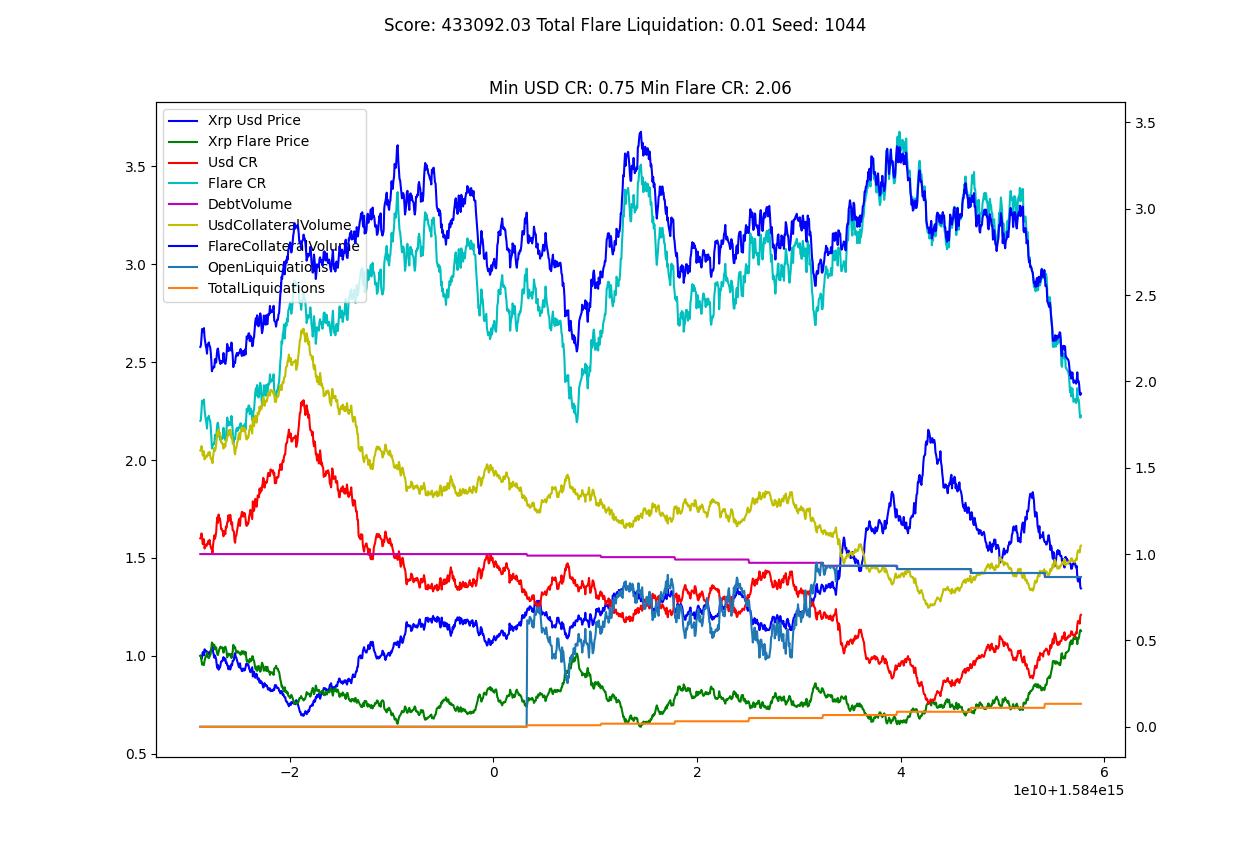 Score: 433092.03 Total Flare Liquidation: 0.01 Seed: 1044
Min USD CR: 0.75 Min Flare CR: 2.06
Xrp Usd Price
Xrp Flare Price
Usd CR
Flare CR
DebtVolume
UsdCollateralVolume
FlareCollateralVolume
OpenLiquidations
TotalLiquidations
3.5
3.0
2.5
2.0
1.5
1.0
0.5
3.5
3.0
2.5
2.0
1.5
1.0
0.5
0.0
−2 0 2 4 6
1e10+1.584e15